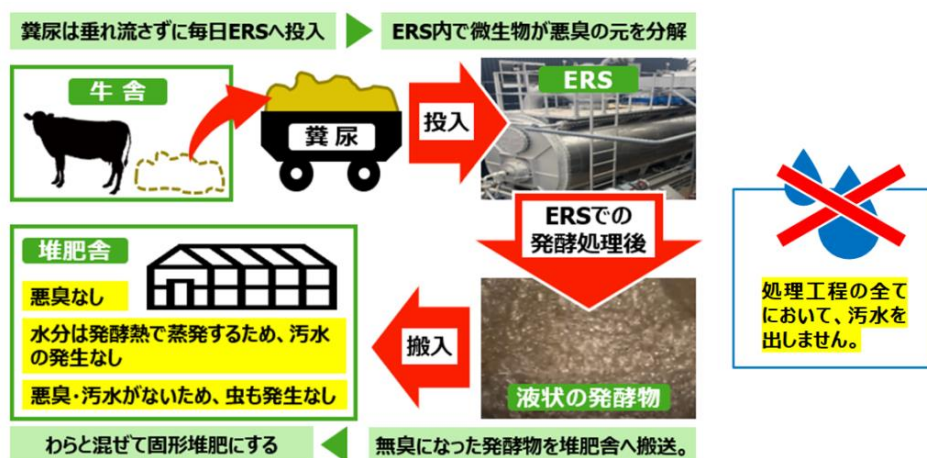 糞尿は垂れ流さずに毎日ERSへ投入
ERS内で微生物が悪臭の元を分解
牛舎
糞尿
投入
ERS
ERSでの
発酵処理後
堆肥舎
悪臭なし
水分は発酵熱で蒸発するため、汚水
の発生なし
悪臭・汚水がないため、虫も発生なし
搬入
液状の発酵物
わらと混ぜて固形堆肥にする
無臭になった発酵物を堆肥舎へ搬送。
処理工程の全て
において、汚水を
出しません。